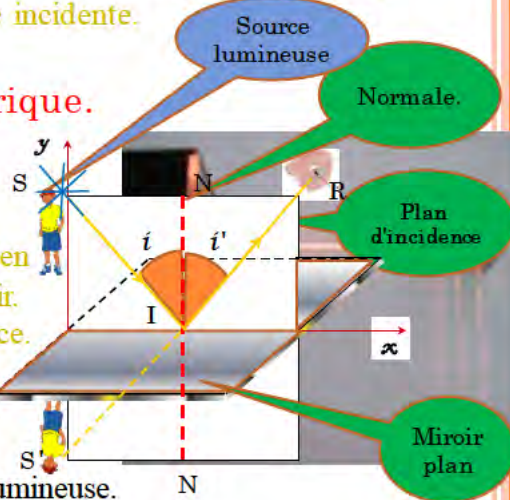 e incidente.
Source
lumineuse
rique.
Normale.
y
S
N
R
Plan
d'incidence
i
i'
en
ir.
I
ce.
x
Miroir
plan
S'
umineuse.
N